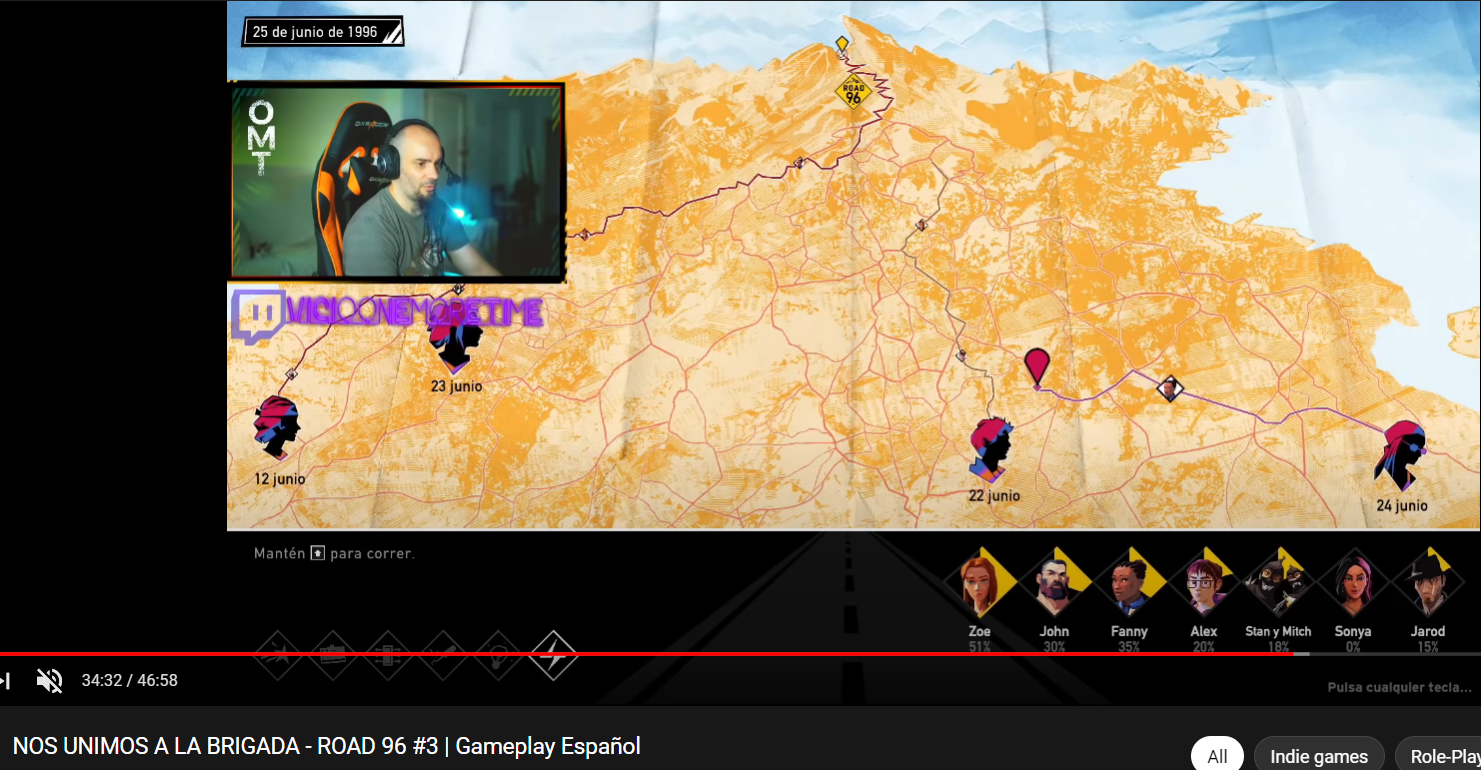 25 de junio de 1996
OMT
ROAD
96
VICIOONEMORETIME
23 junio
12 junio
22 junio
24 junio
Mantén para correr.
Zoe
John
Fanny
Alex
Stan y Mitch
Sonya
Jarod
51%
30%
35%
20%
18%
0%
15%
34:32 / 46:58
Pulsa cualquier tecla...
NOS UNIMOS A LA BRIGADA - ROAD 96 #3 | Gameplay Español
All
Indie games
Role-Play